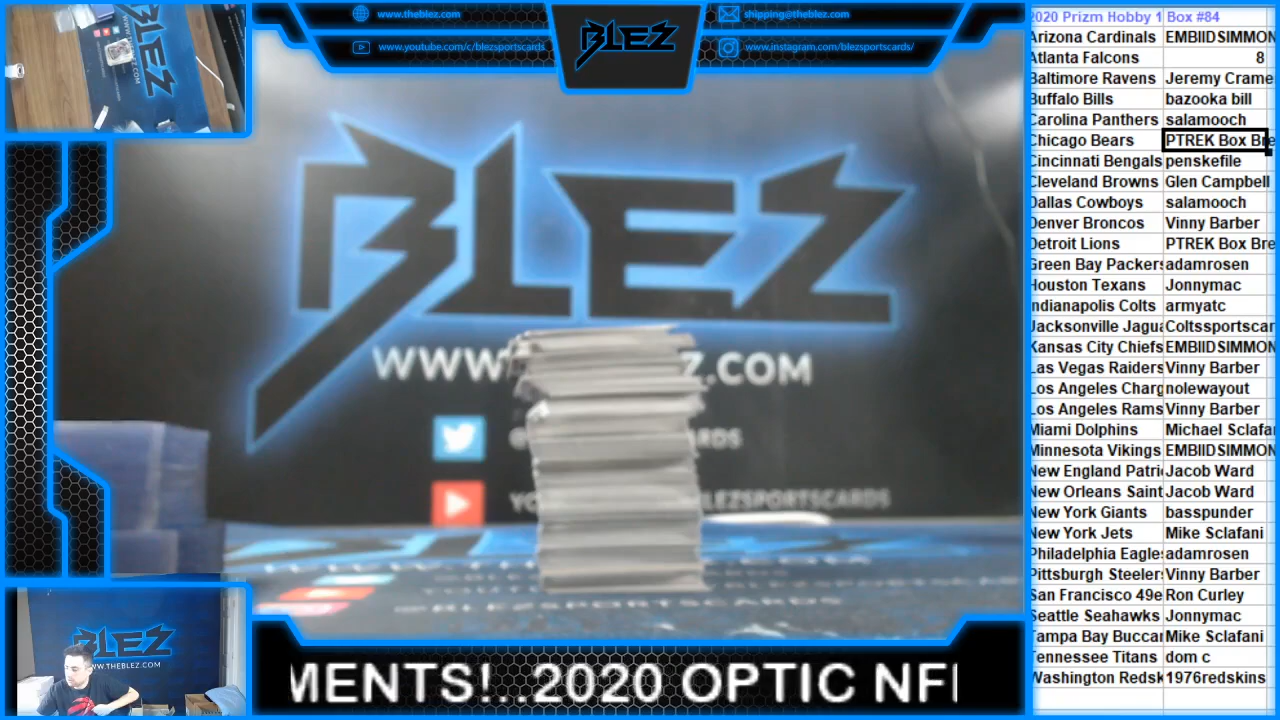 www.theblez.com
shipping@theblez.com
www.youtube.com/c/blezsportscards
BLEZ
www.instagram.com/blezsportscards/
BLEZ
BLEZ
WWW Z.COM
ARDS
YO BLEZSPORTSCARDS
@BLEZSPORTSCARDS
BLEZ
WWW.THEBLEZ.COM
MENTS!...2020 OPTIC NF
2020 Prizm Hobby 1 Box #84
Arizona Cardinals EMBIIDSIMMON
Atlanta Falcons 8
Baltimore Ravens Jeremy Crame
Buffalo Bills bazooka bill
Carolina Panthers salamooch
Chicago Bears PTREK Box Bre
Cincinnati Bengals penskefile
Cleveland Browns Glen Campbell
Dallas Cowboys salamooch
Denver Broncos Vinny Barber
Detroit Lions PTREK Box Bre
Green Bay Packers adamrosen
Houston Texans Jonnymac
Indianapolis Colts armyatc
Jacksonville Jagua Coltssportscar
Kansas City Chiefs EMBIIDSIMMON
Las Vegas Raiders Vinny Barber
Los Angeles Charg nolewayout
Los Angeles Rams Vinny Barber
Miami Dolphins Michael Sclafa
Minnesota Vikings EMBIIDSIMMON
New England Patri Jacob Ward
New Orleans Saint Jacob Ward
New York Giants basspunder
New York Jets Mike Sclafani
Philadelphia Eagles adamrosen
Pittsburgh Steelers Vinny Barber
San Francisco 49e Ron Curley
Seattle Seahawks Jonnymac
Tampa Bay Buccar Mike Sclafani
Tennessee Titans dom c
Washington Redsk 1976redskins